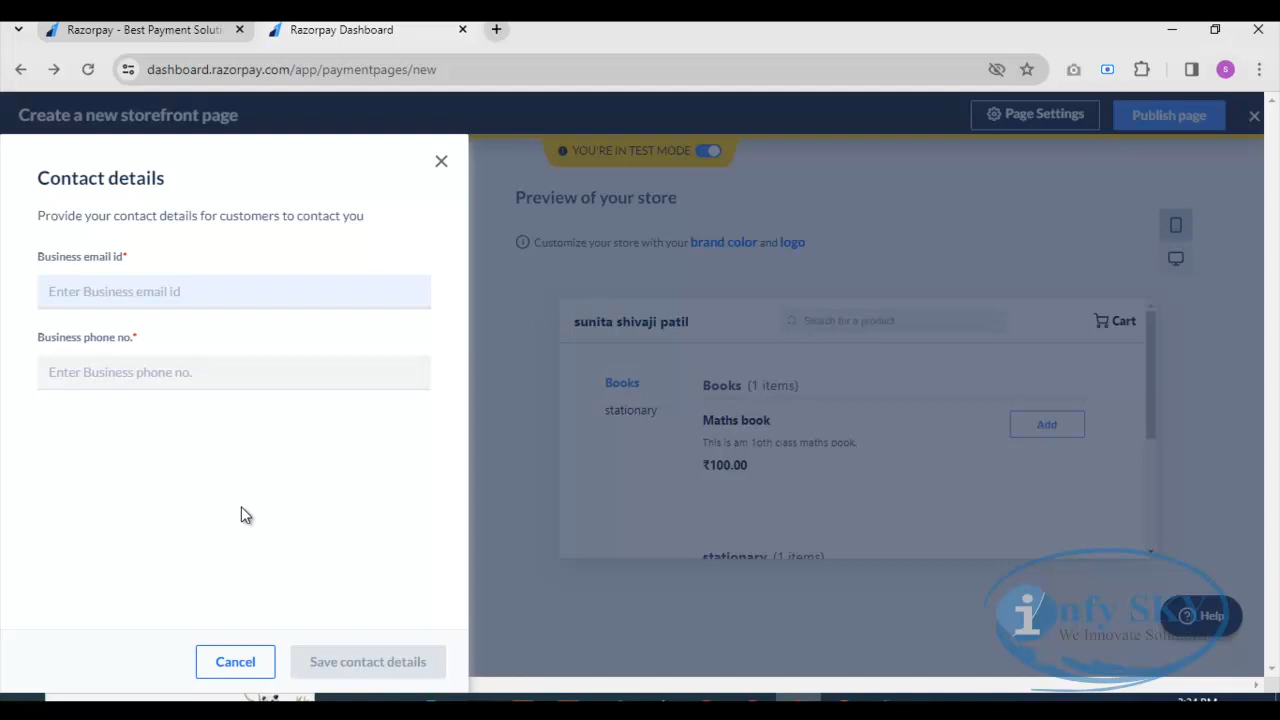 Razorpay - Best Payment Soluti
Razorpay Dashboard
dashboard.razorpay.com/app/paymentpages/new
S
Create a new storefront page
Page Settings
Publish page
YOU'RE IN TEST MODE
Contact details
Provide your contact details for customers to contact you
Business email id*
Enter Business email id
Business phone no.*
Enter Business phone no.
Cancel
Save contact details
Preview of your store
Customize your store with your brand color and logo
sunita shivaji patil
Search for a product
Cart
Books
stationary
Books (1 items)
Maths book
Add
This is am 10th class maths book.
₹100.00
stationary (1 items)
infy SKY
We Innovate
Help